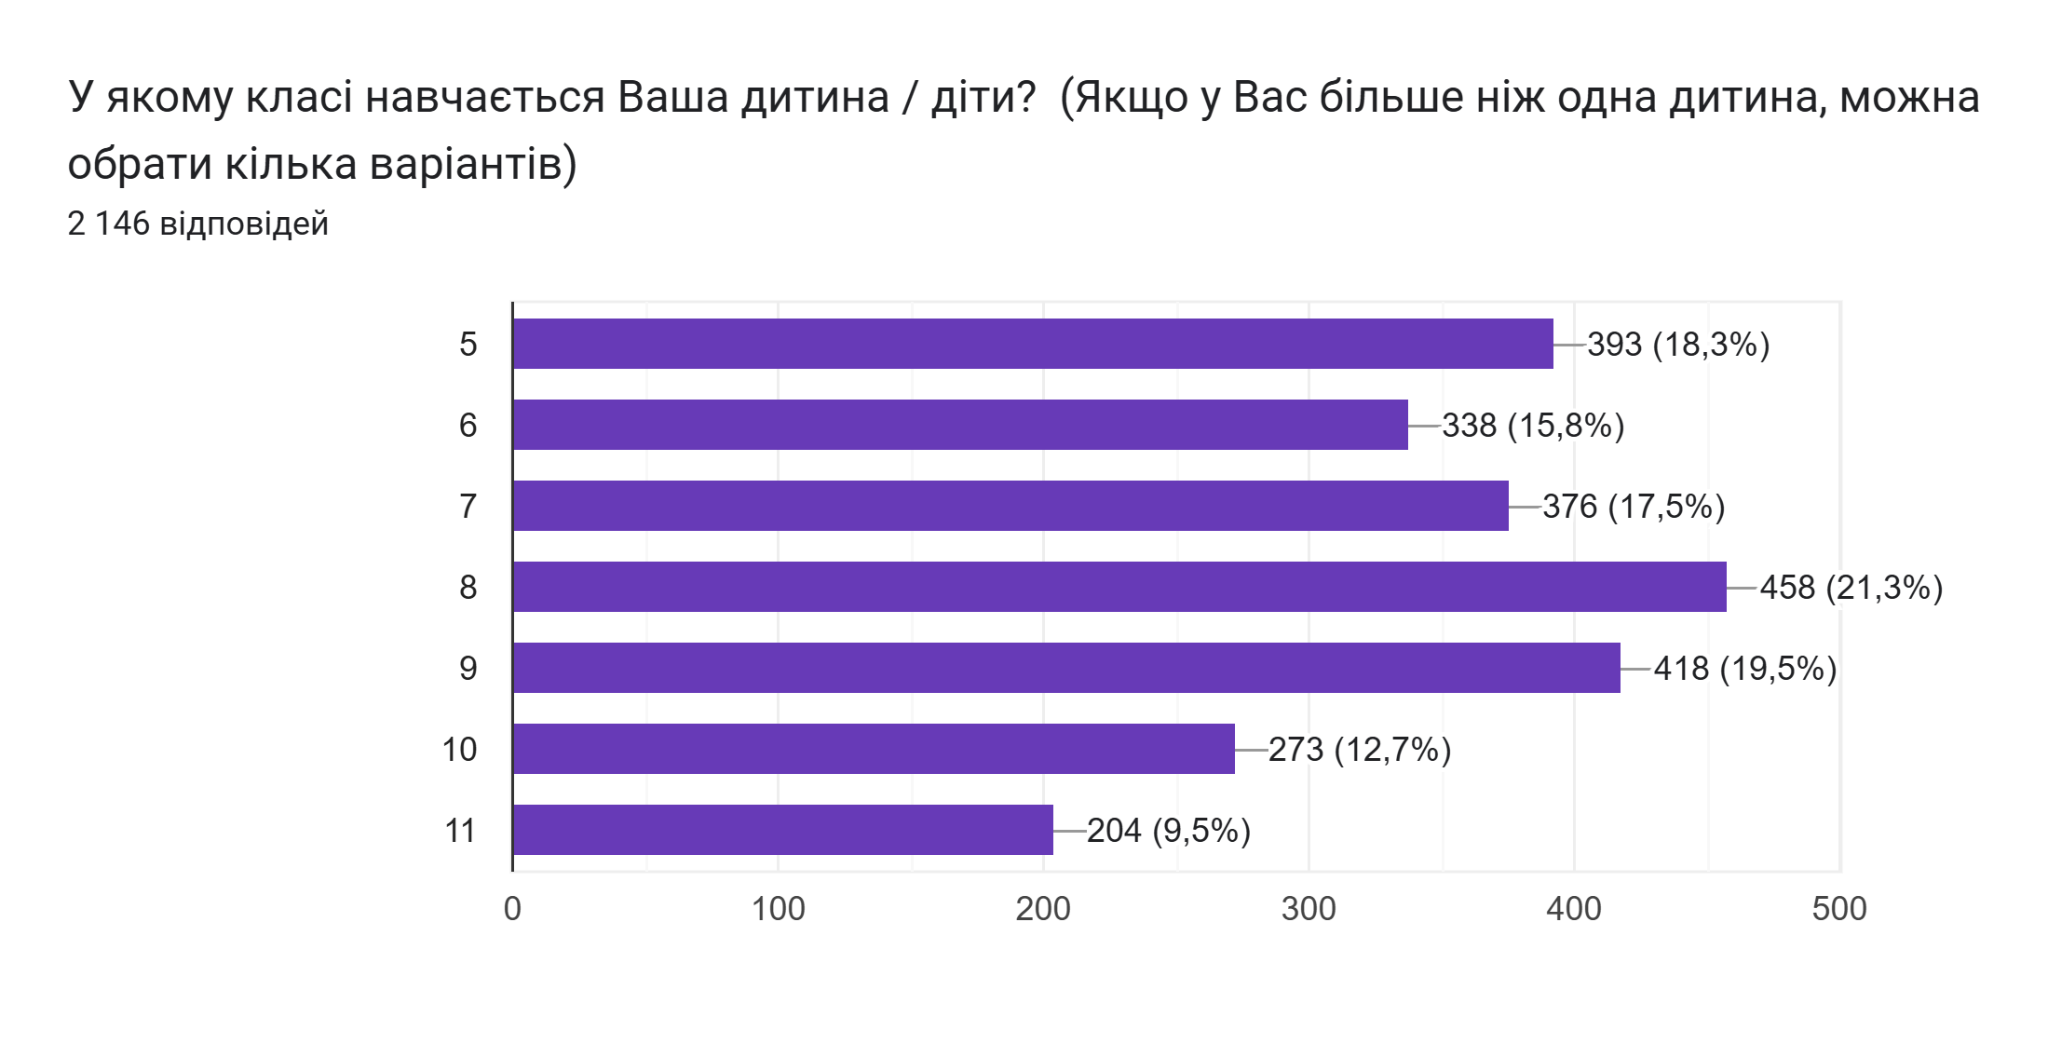 У якому класі навчається Ваша дитина / діти?  (Якщо у Вас більше ніж одна дитина, можна
обрати кілька варіантів)
2 146 відповідей
5 393 (18,3%)
6 338 (15,8%)
7 376 (17,5%)
8 458 (21,3%)
9 418 (19,5%)
10 273 (12,7%)
11 204 (9,5%)
0 100 200 300 400 500